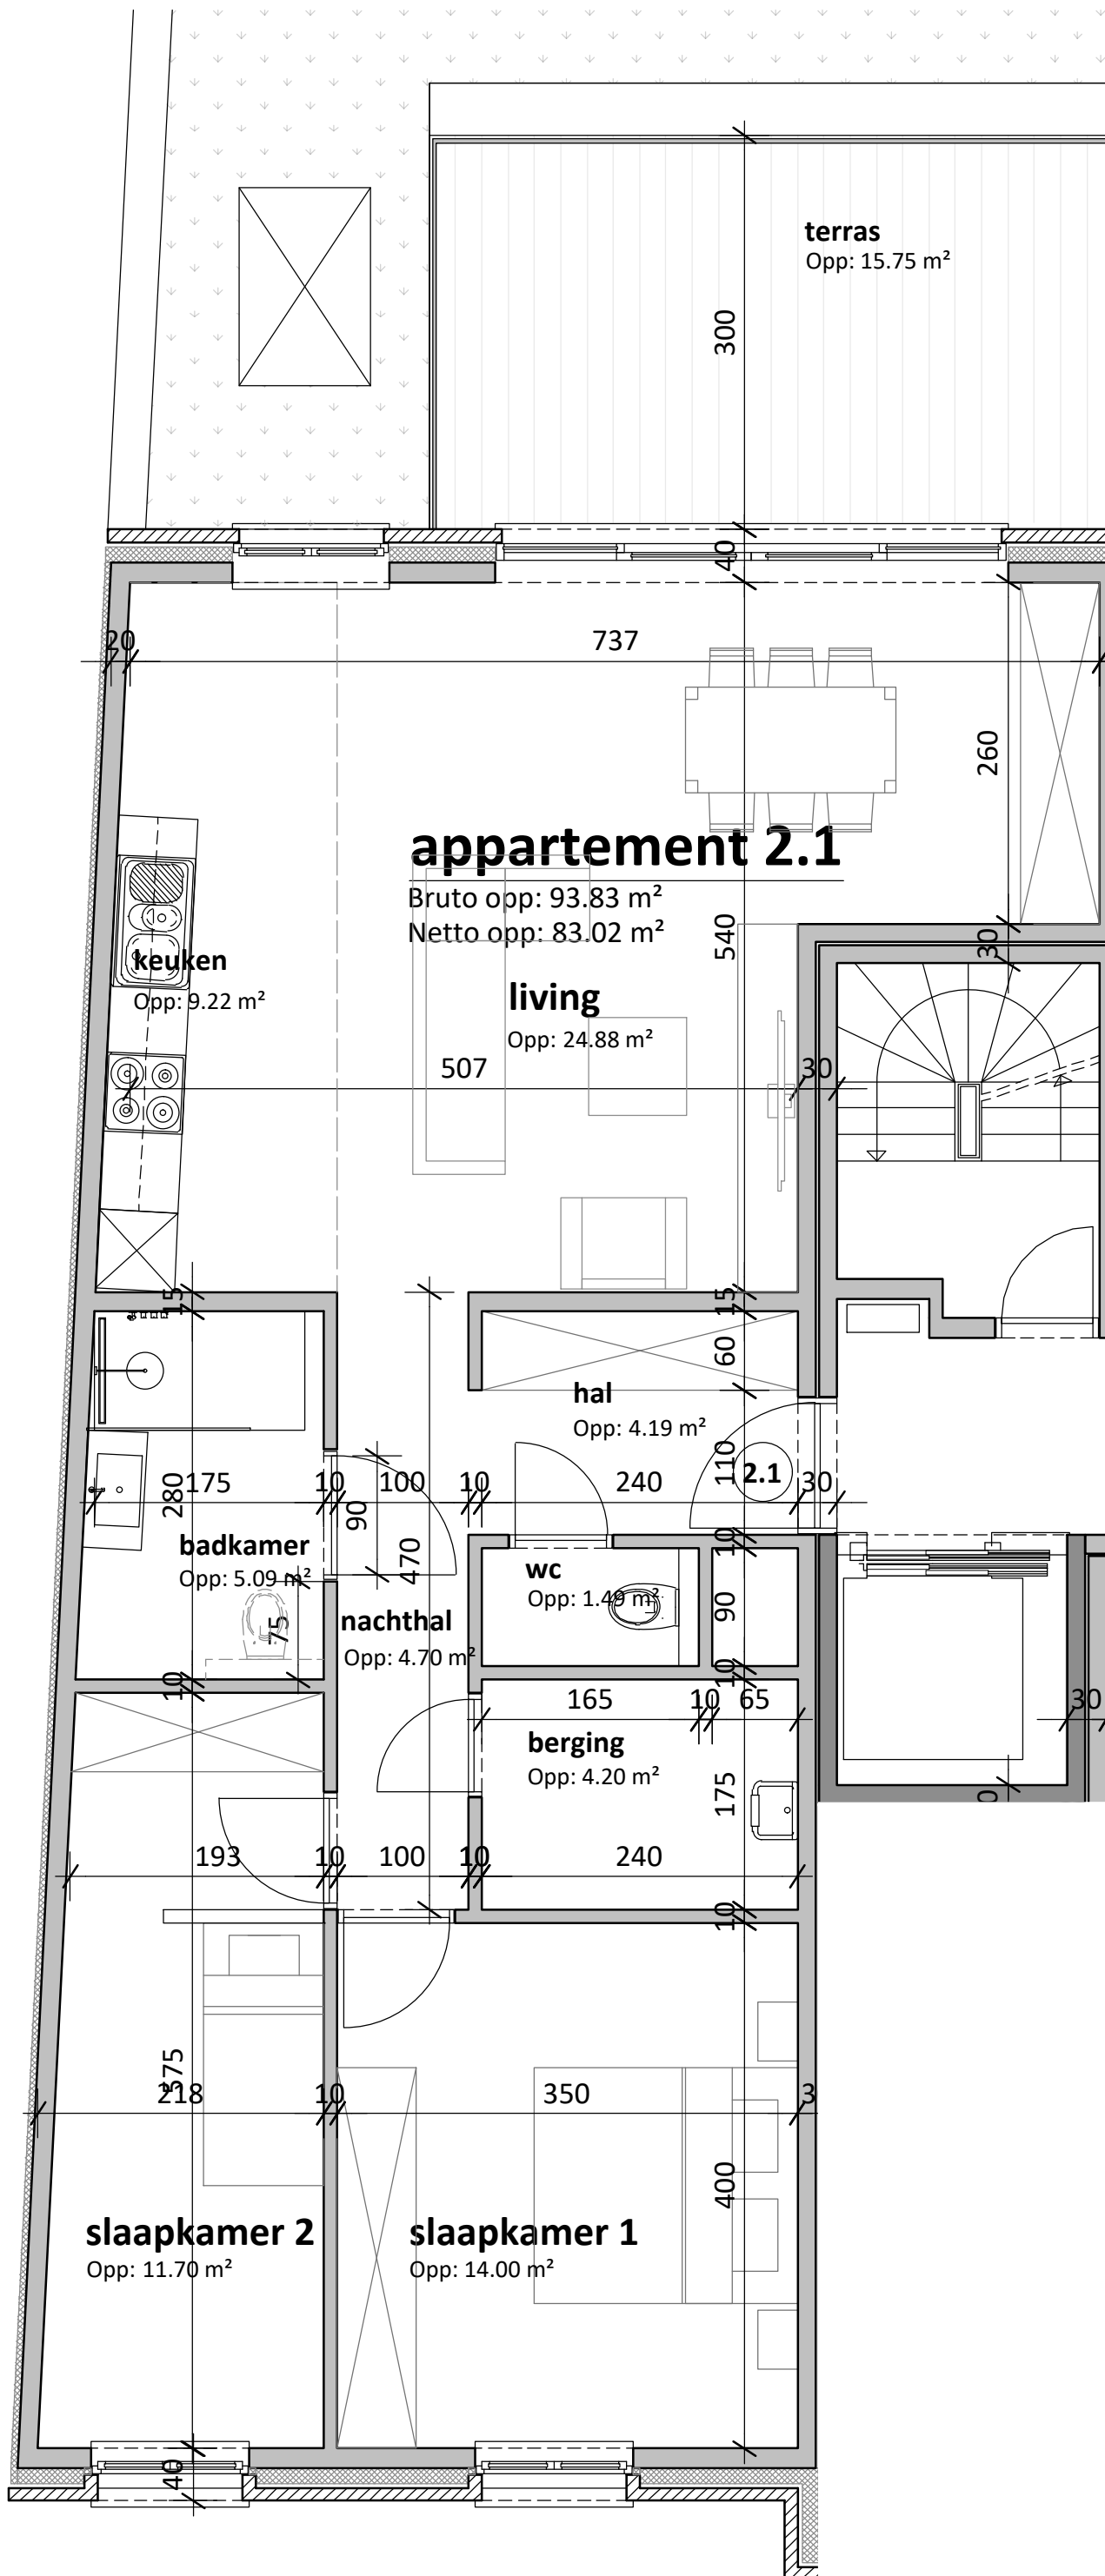 terras
Opp: 15.75 m²
300
40
20
737
260
appartement 2.1
Bruto opp: 93.83 m²
Netto opp: 83.02 m²
540
30
keuken
Opp: 9.22 m²
living
Opp: 24.88 m²
507
30
15
15
60
hal
Opp: 4.19 m²
110
2.1
280
175
10
100
10
240
30
90
10
badkamer
Opp: 5.09 m²
470
wc
Opp: 1.49 m²
90
75
nachthal
Opp: 4.70 m²
10
10
165
10
65
30
berging
Opp: 4.20 m²
175
193
10
100
10
240
10
575
218
10
350
3
400
slaapkamer 2
Opp: 11.70 m²
slaapkamer 1
Opp: 14.00 m²
40